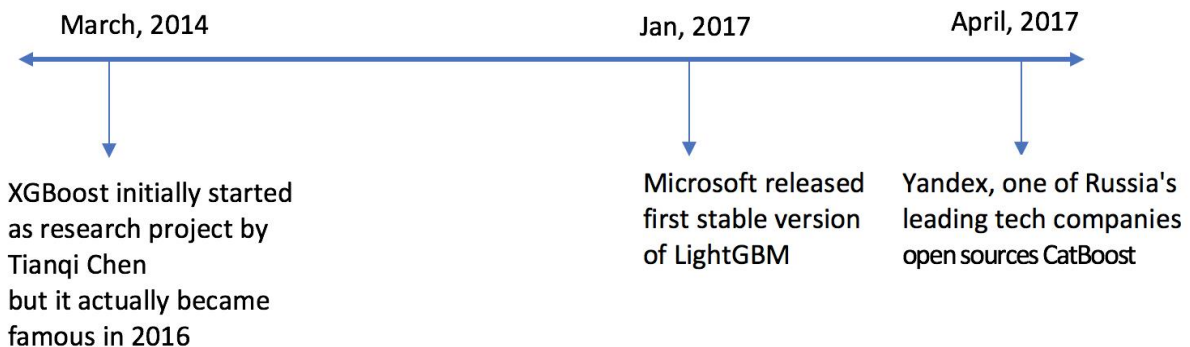 March, 2014
Jan, 2017
April, 2017
XGBoost initially started
as research project by
Tianqi Chen
but it actually became
famous in 2016
Microsoft released
first stable version
of LightGBM
Yandex, one of Russia's
leading tech companies
open sources CatBoost